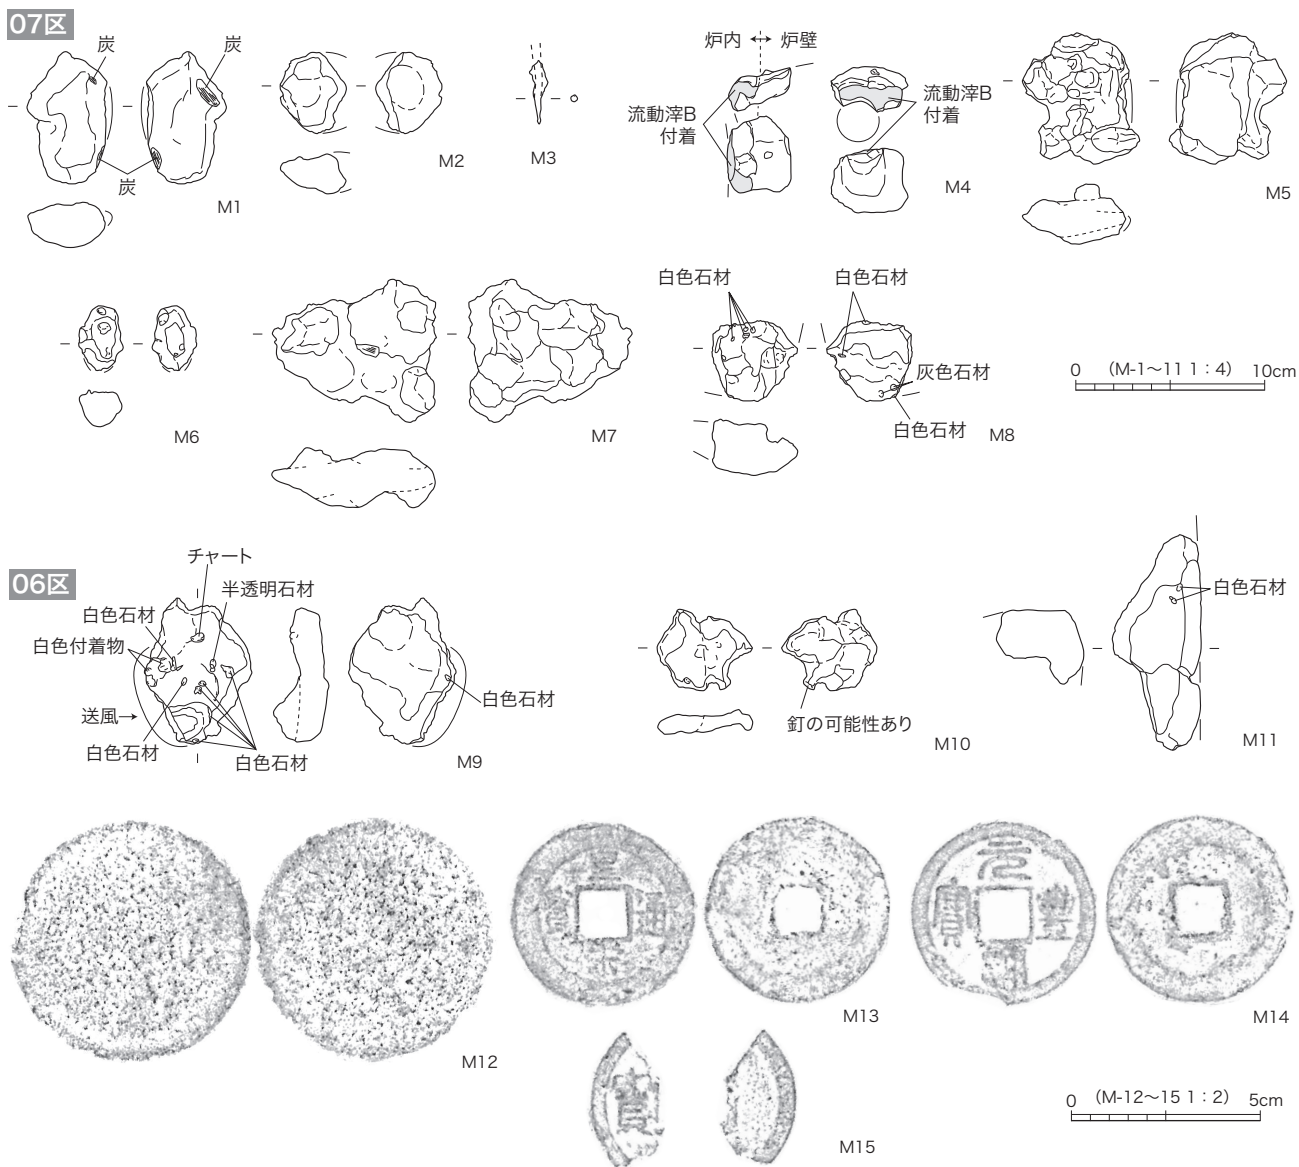 07区
炭
炭
炭
M1
M2
M3
炉内 ↔ 炉壁
流動滓B
付着
流動滓B
付着
M4
M5
M6
M7
白色石材
白色石材
灰色石材
白色石材
M8
0 (M-1～11 1：4) 10cm
06区
チャート
半透明石材
白色石材
白色付着物
送風→
白色石材
白色石材
白色石材
M9
釘の可能性あり
M10
白色石材
M11
M12
M13
元
豊
寶
M14
寳
M15
0 (M-12～15 1：2) 5cm